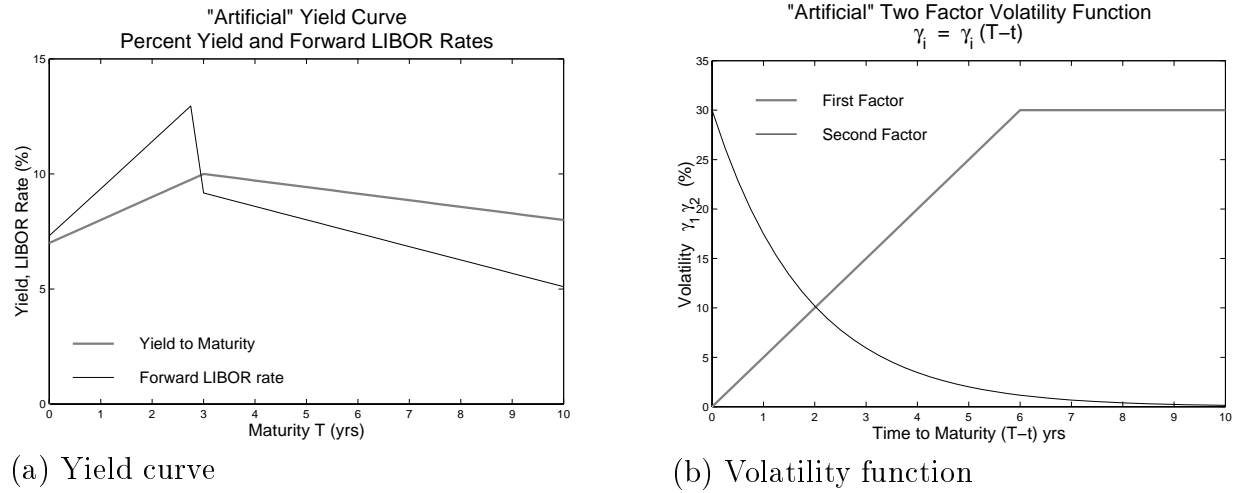 "Artificial" Yield Curve
Percent Yield and Forward LIBOR Rates
15
10
5
0
Yield, LIBOR Rate (%)
Yield to Maturity
Forward LIBOR rate
0 1 2 3 4 5 6 7 8 9 10
Maturity T (yrs)
(a) Yield curve
"Artificial" Two Factor Volatility Function
γi = γi (T−t)
35
30
25
20
15
10
5
0
Volatility γ1 γ2 (%)
First Factor
Second Factor
0 1 2 3 4 5 6 7 8 9 10
Time to Maturity (T−t) yrs
(b) Volatility function